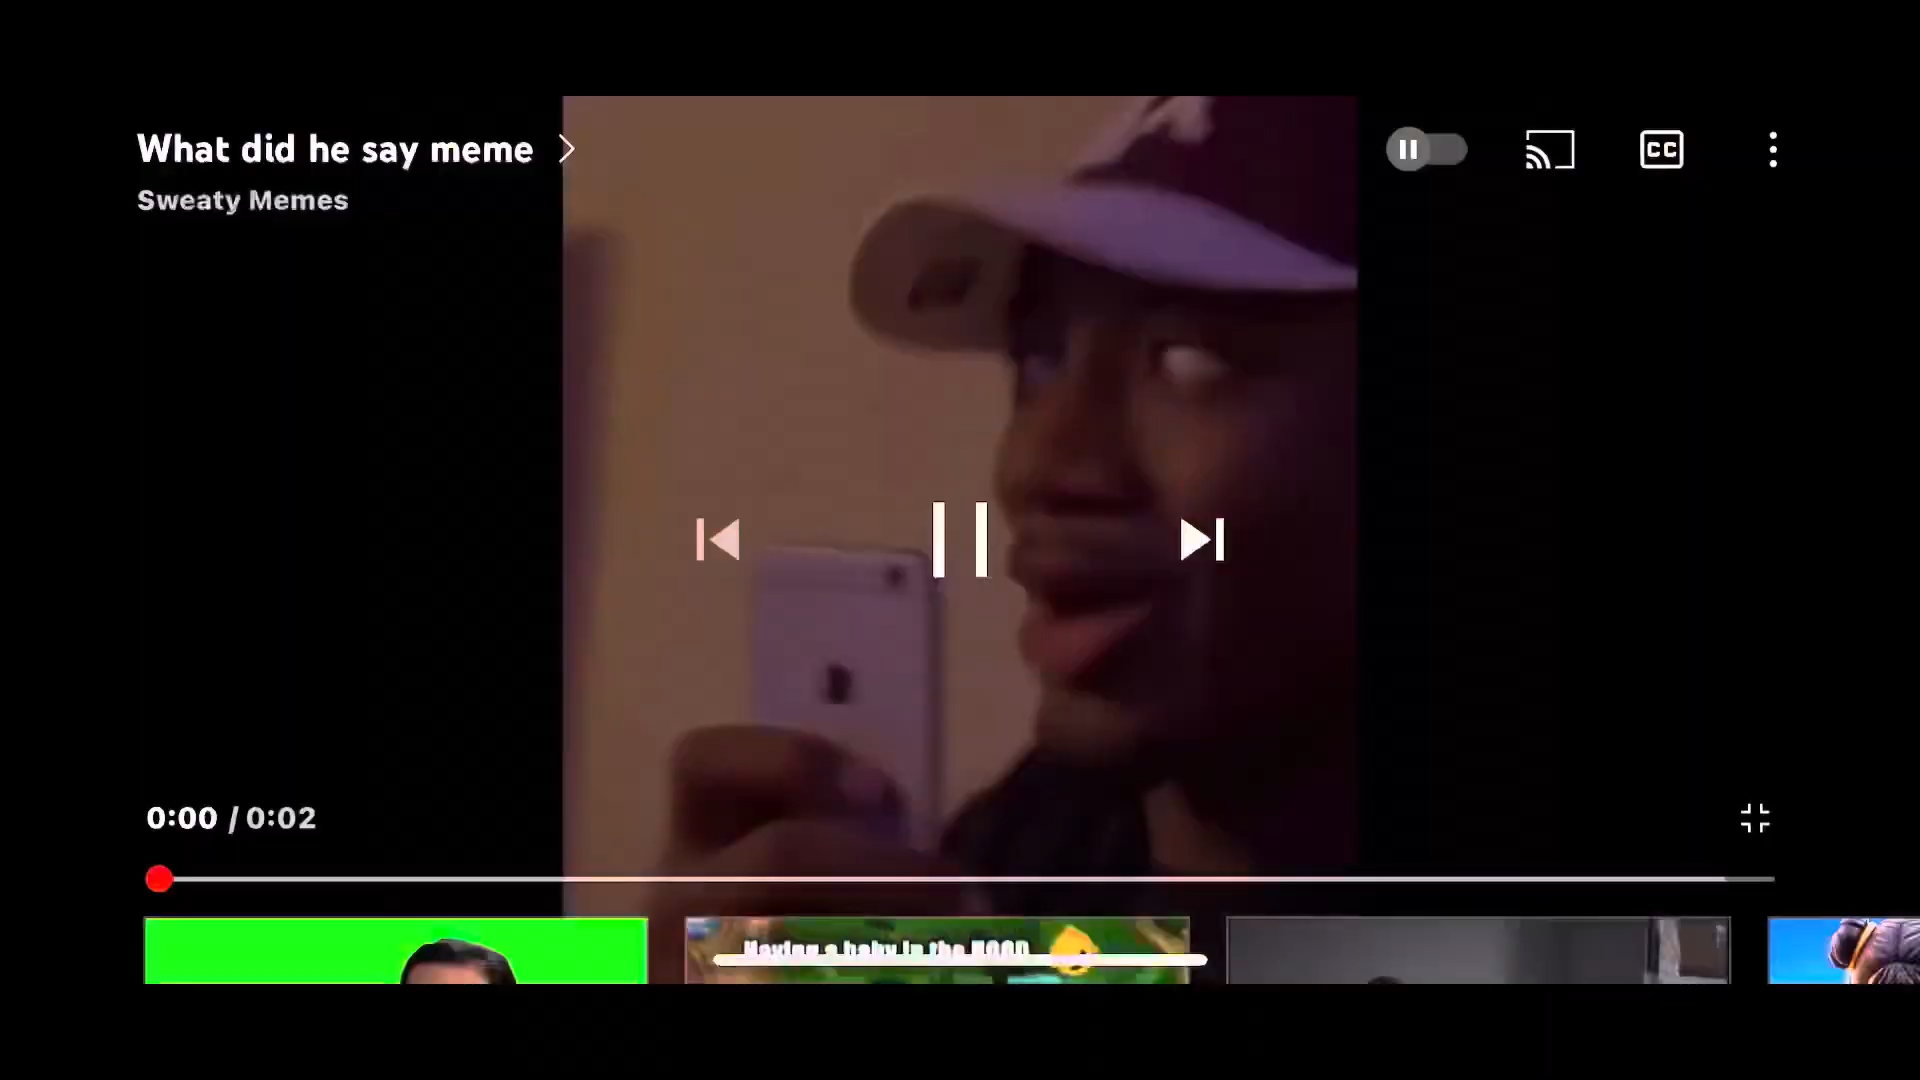 What did he say meme
Sweaty Memes
CC
0:00 / 0:02
Having a baby in the HOOD